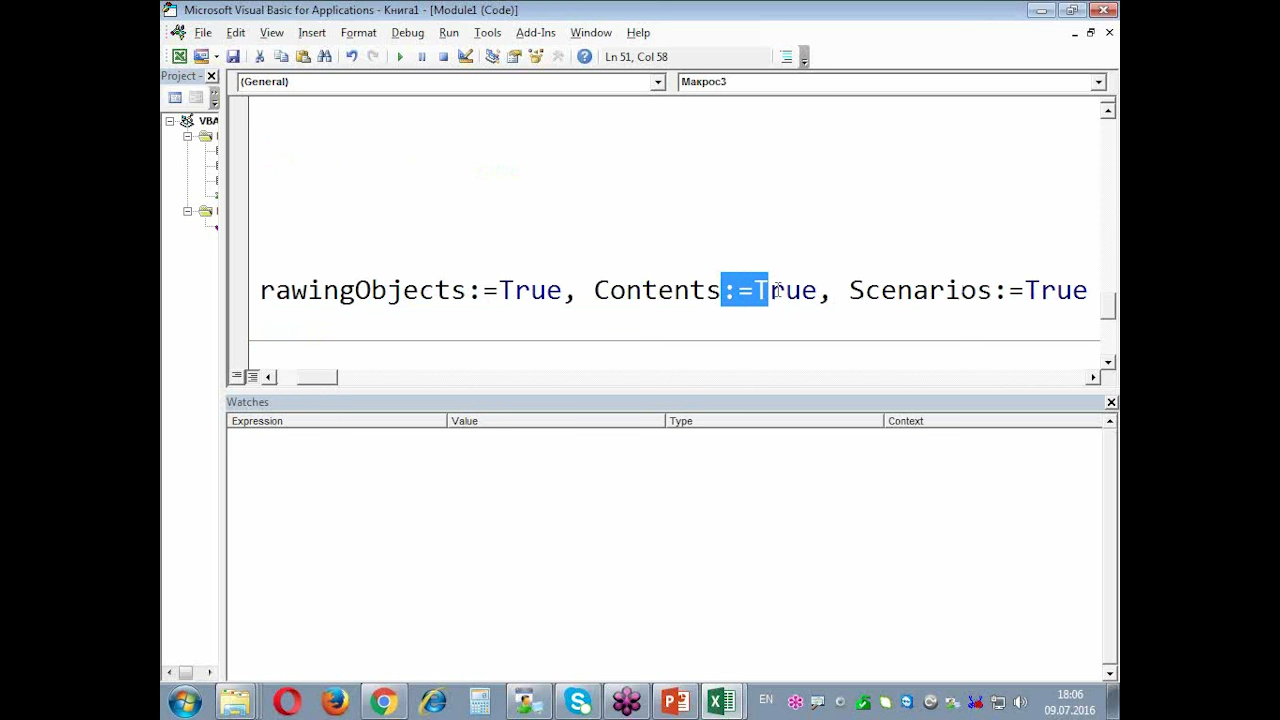 Microsoft Visual Basic for Applications - Книга1 - [Module1 (Code)]
File Edit View Insert Format Debug Run Tools Add-Ins Window Help
Ln 51, Col 58
Project -
(General)
Макрос3
VBA
rawingObjects:=True, Contents:=True, Scenarios:=True
Watches
Expression Value Type Context
EN
18:06
09.07.2016